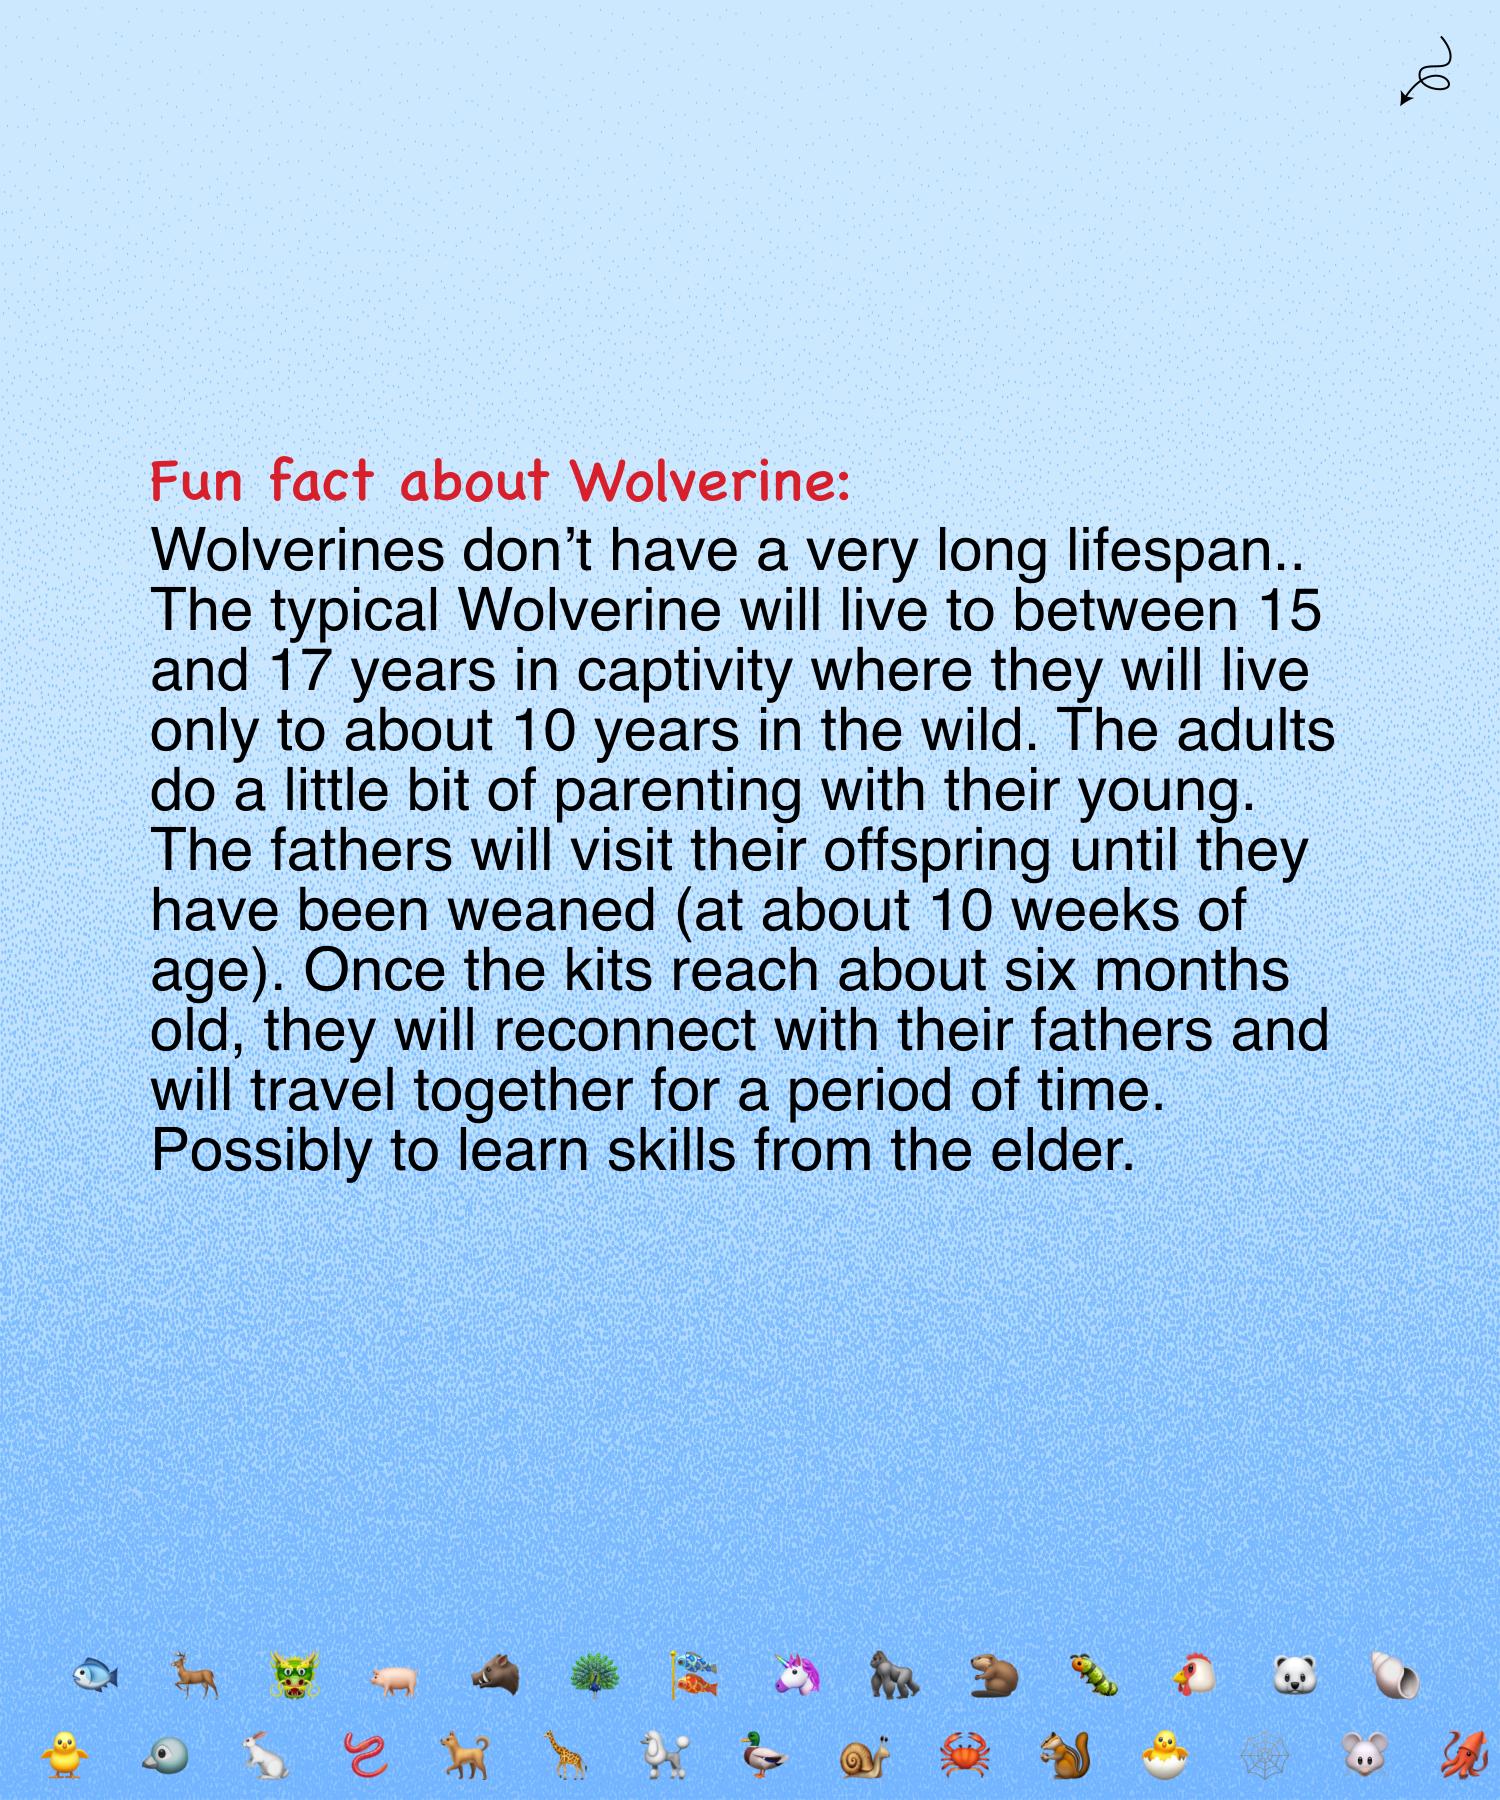 Fun fact about Wolverine:
Wolverines don’t have a very long lifespan..
The typical Wolverine will live to between 15
and 17 years in captivity where they will live
only to about 10 years in the wild. The adults
do a little bit of parenting with their young.
The fathers will visit their offspring until they
have been weaned (at about 10 weeks of
age). Once the kits reach about six months
old, they will reconnect with their fathers and
will travel together for a period of time.
Possibly to learn skills from the elder.